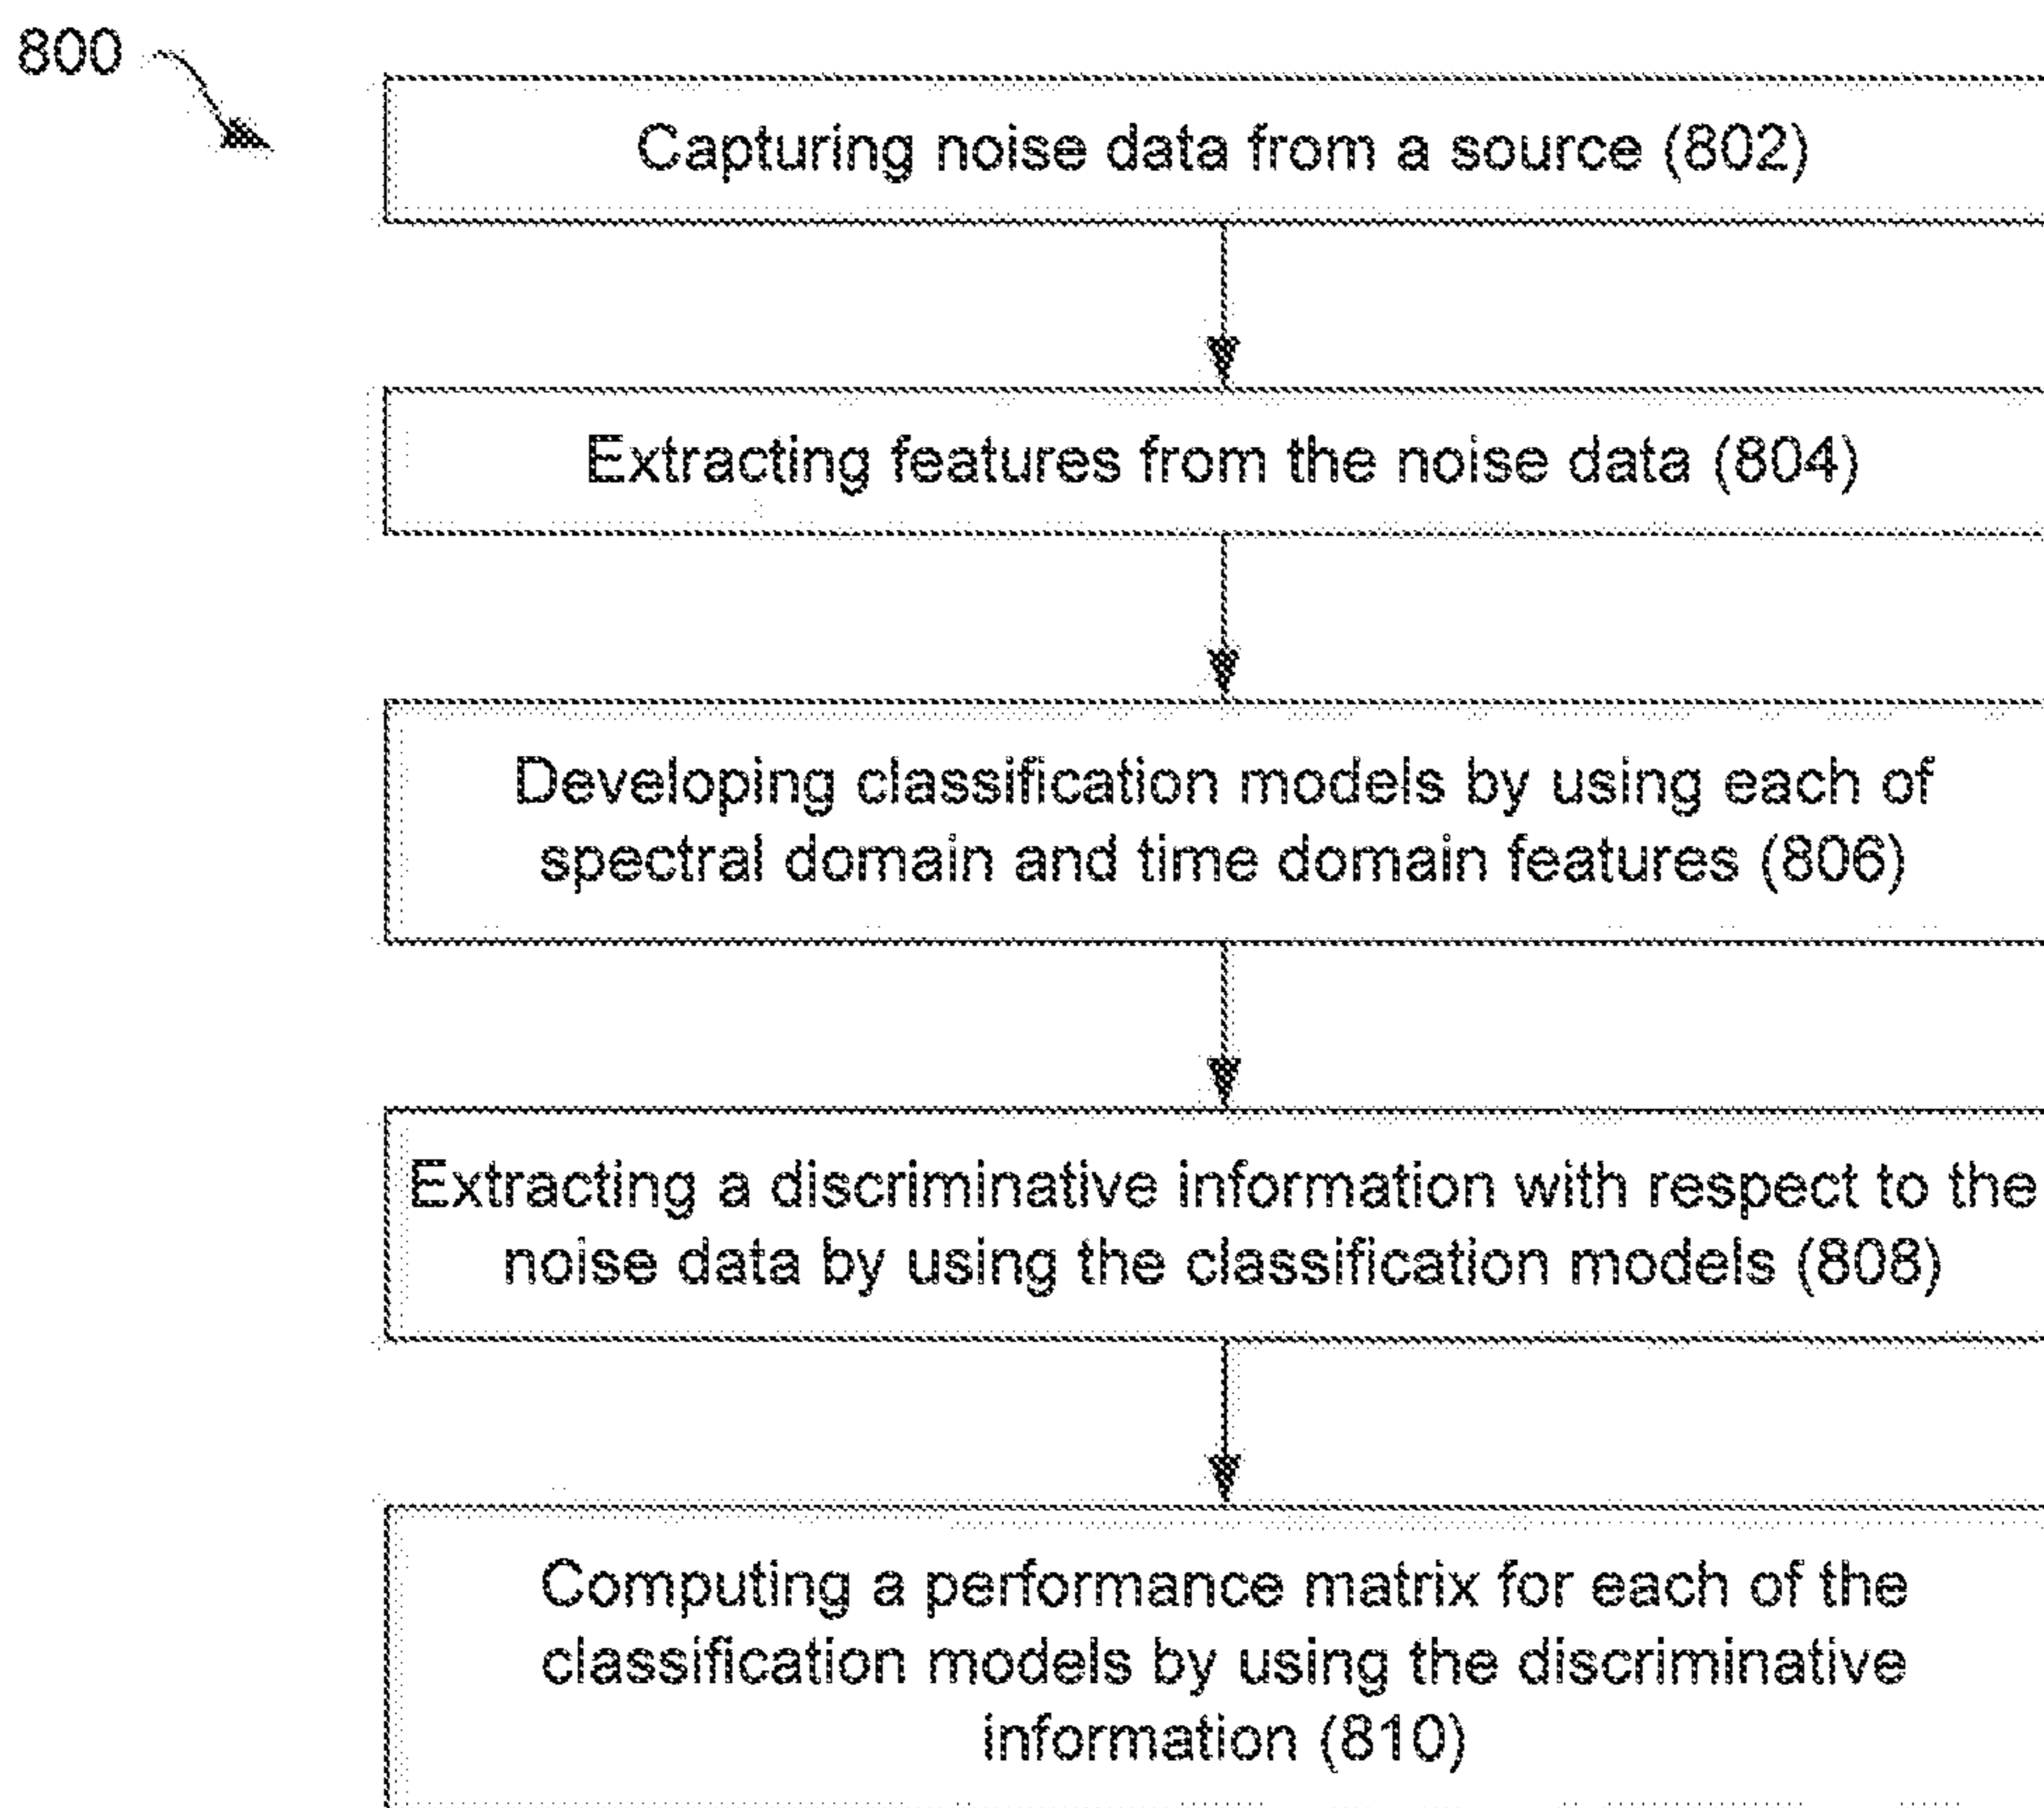 800
Capturing noise data from a source (802)
Extracting features from the noise data (804)
Developing classification models by using each of
spectral domain and time domain features (806)
Extracting a discriminative information with respect to the
noise data by using the classification models (808)
Computing a performance matrix for each of the
classification models by using the discriminative
information (810)